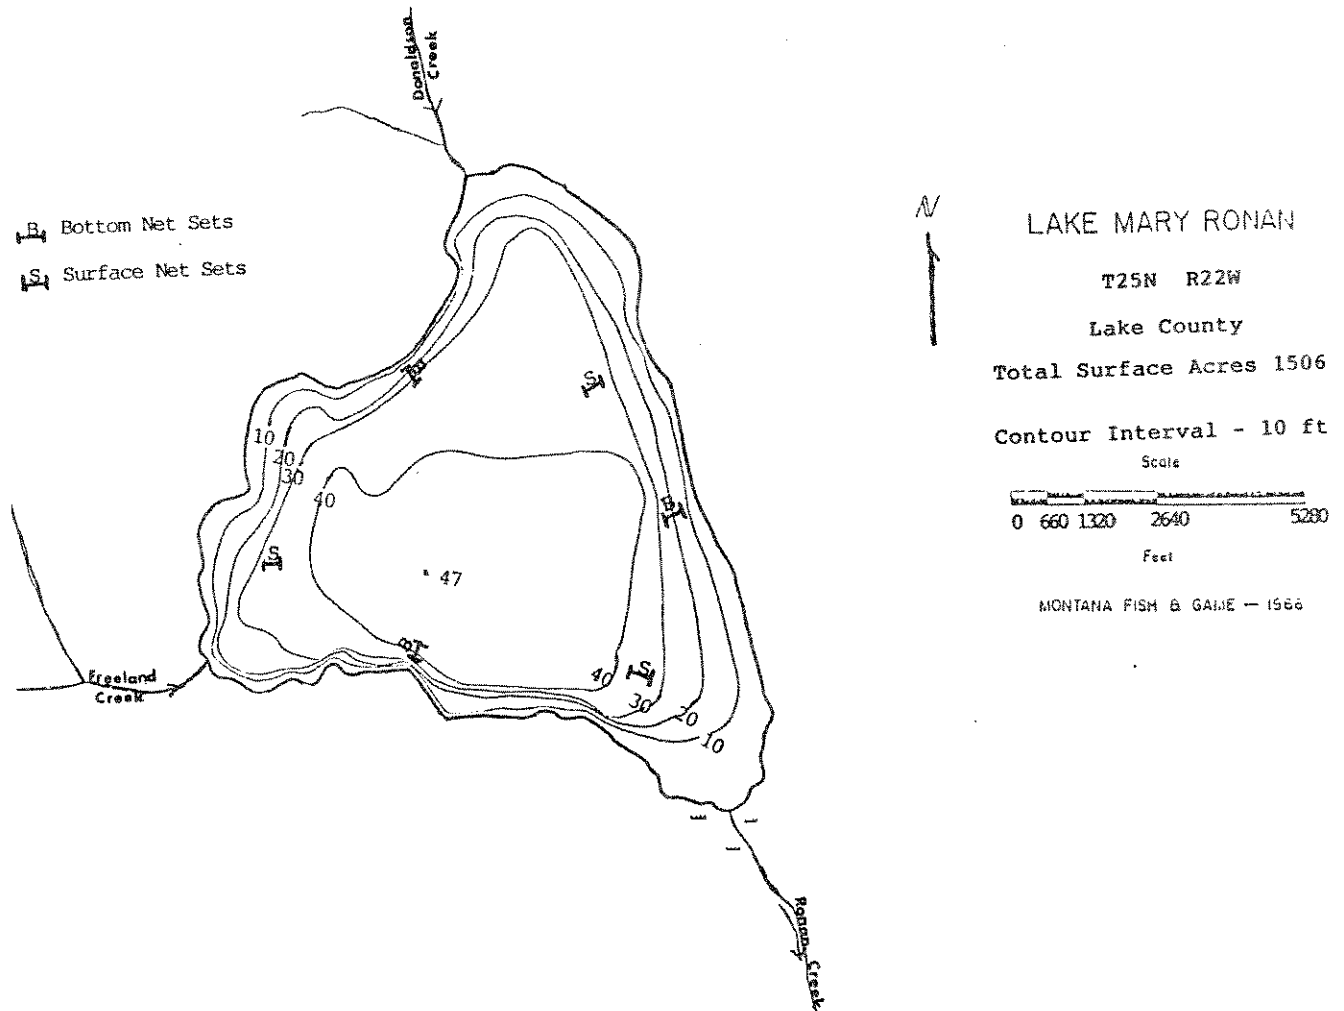 Donaldson
Creek
B Bottom Net Sets
S Surface Net Sets
N
LAKE MARY RONAN
T25N R22W
Lake County
Total Surface Acres 1506
Contour Interval - 10 ft
Scale
0 660 1320 2640 5280
Feet
MONTANA FISH & GAME — 1966
B
S
10
20
30
40
B
S
47
B
S
40
30
20
10
Freeland
Creek
Ronan
Creek